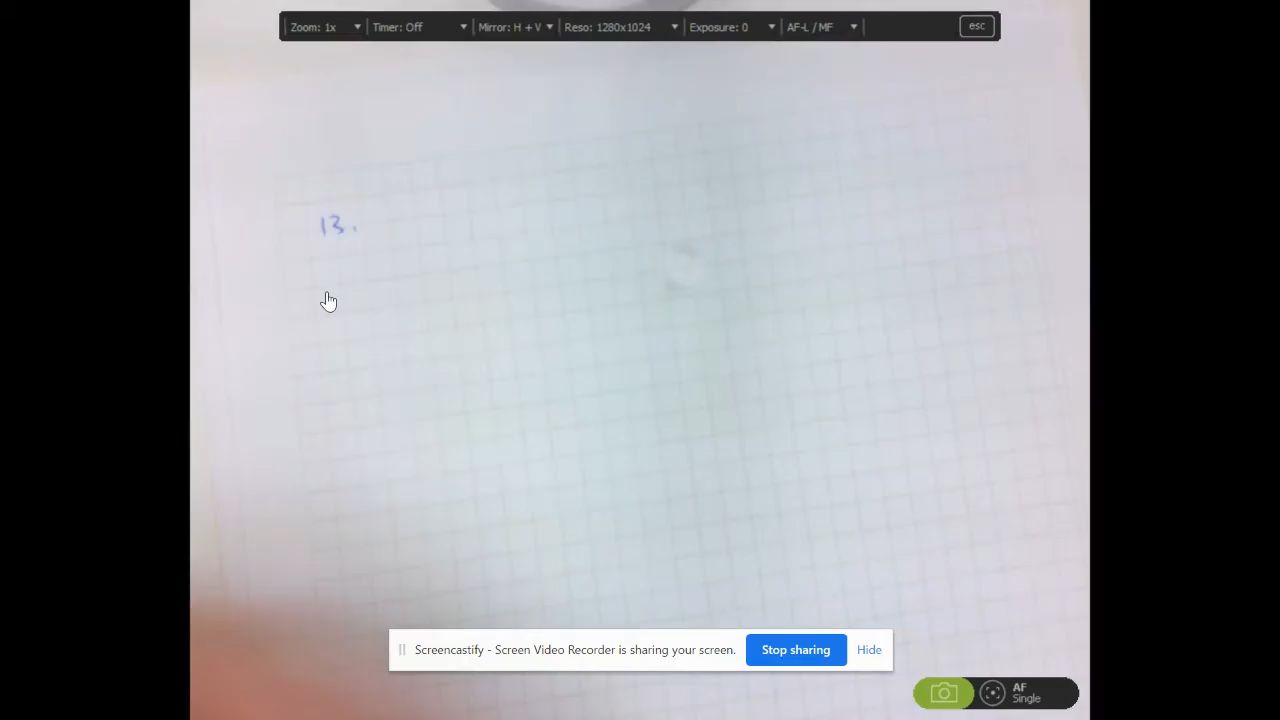 Zoom: 1x Timer: Off Mirror: H + V Reso: 1280x1024 Exposure: 0 AF-L / MF esc
13.
Screencastify - Screen Video Recorder is sharing your screen. Stop sharing Hide
AF
Single